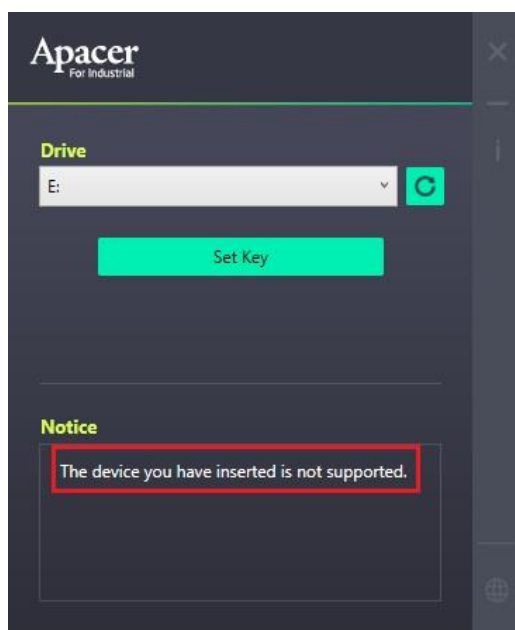 Apacer
For Industrial
Drive
E:
Set Key
Notice
The device you have inserted is not supported.